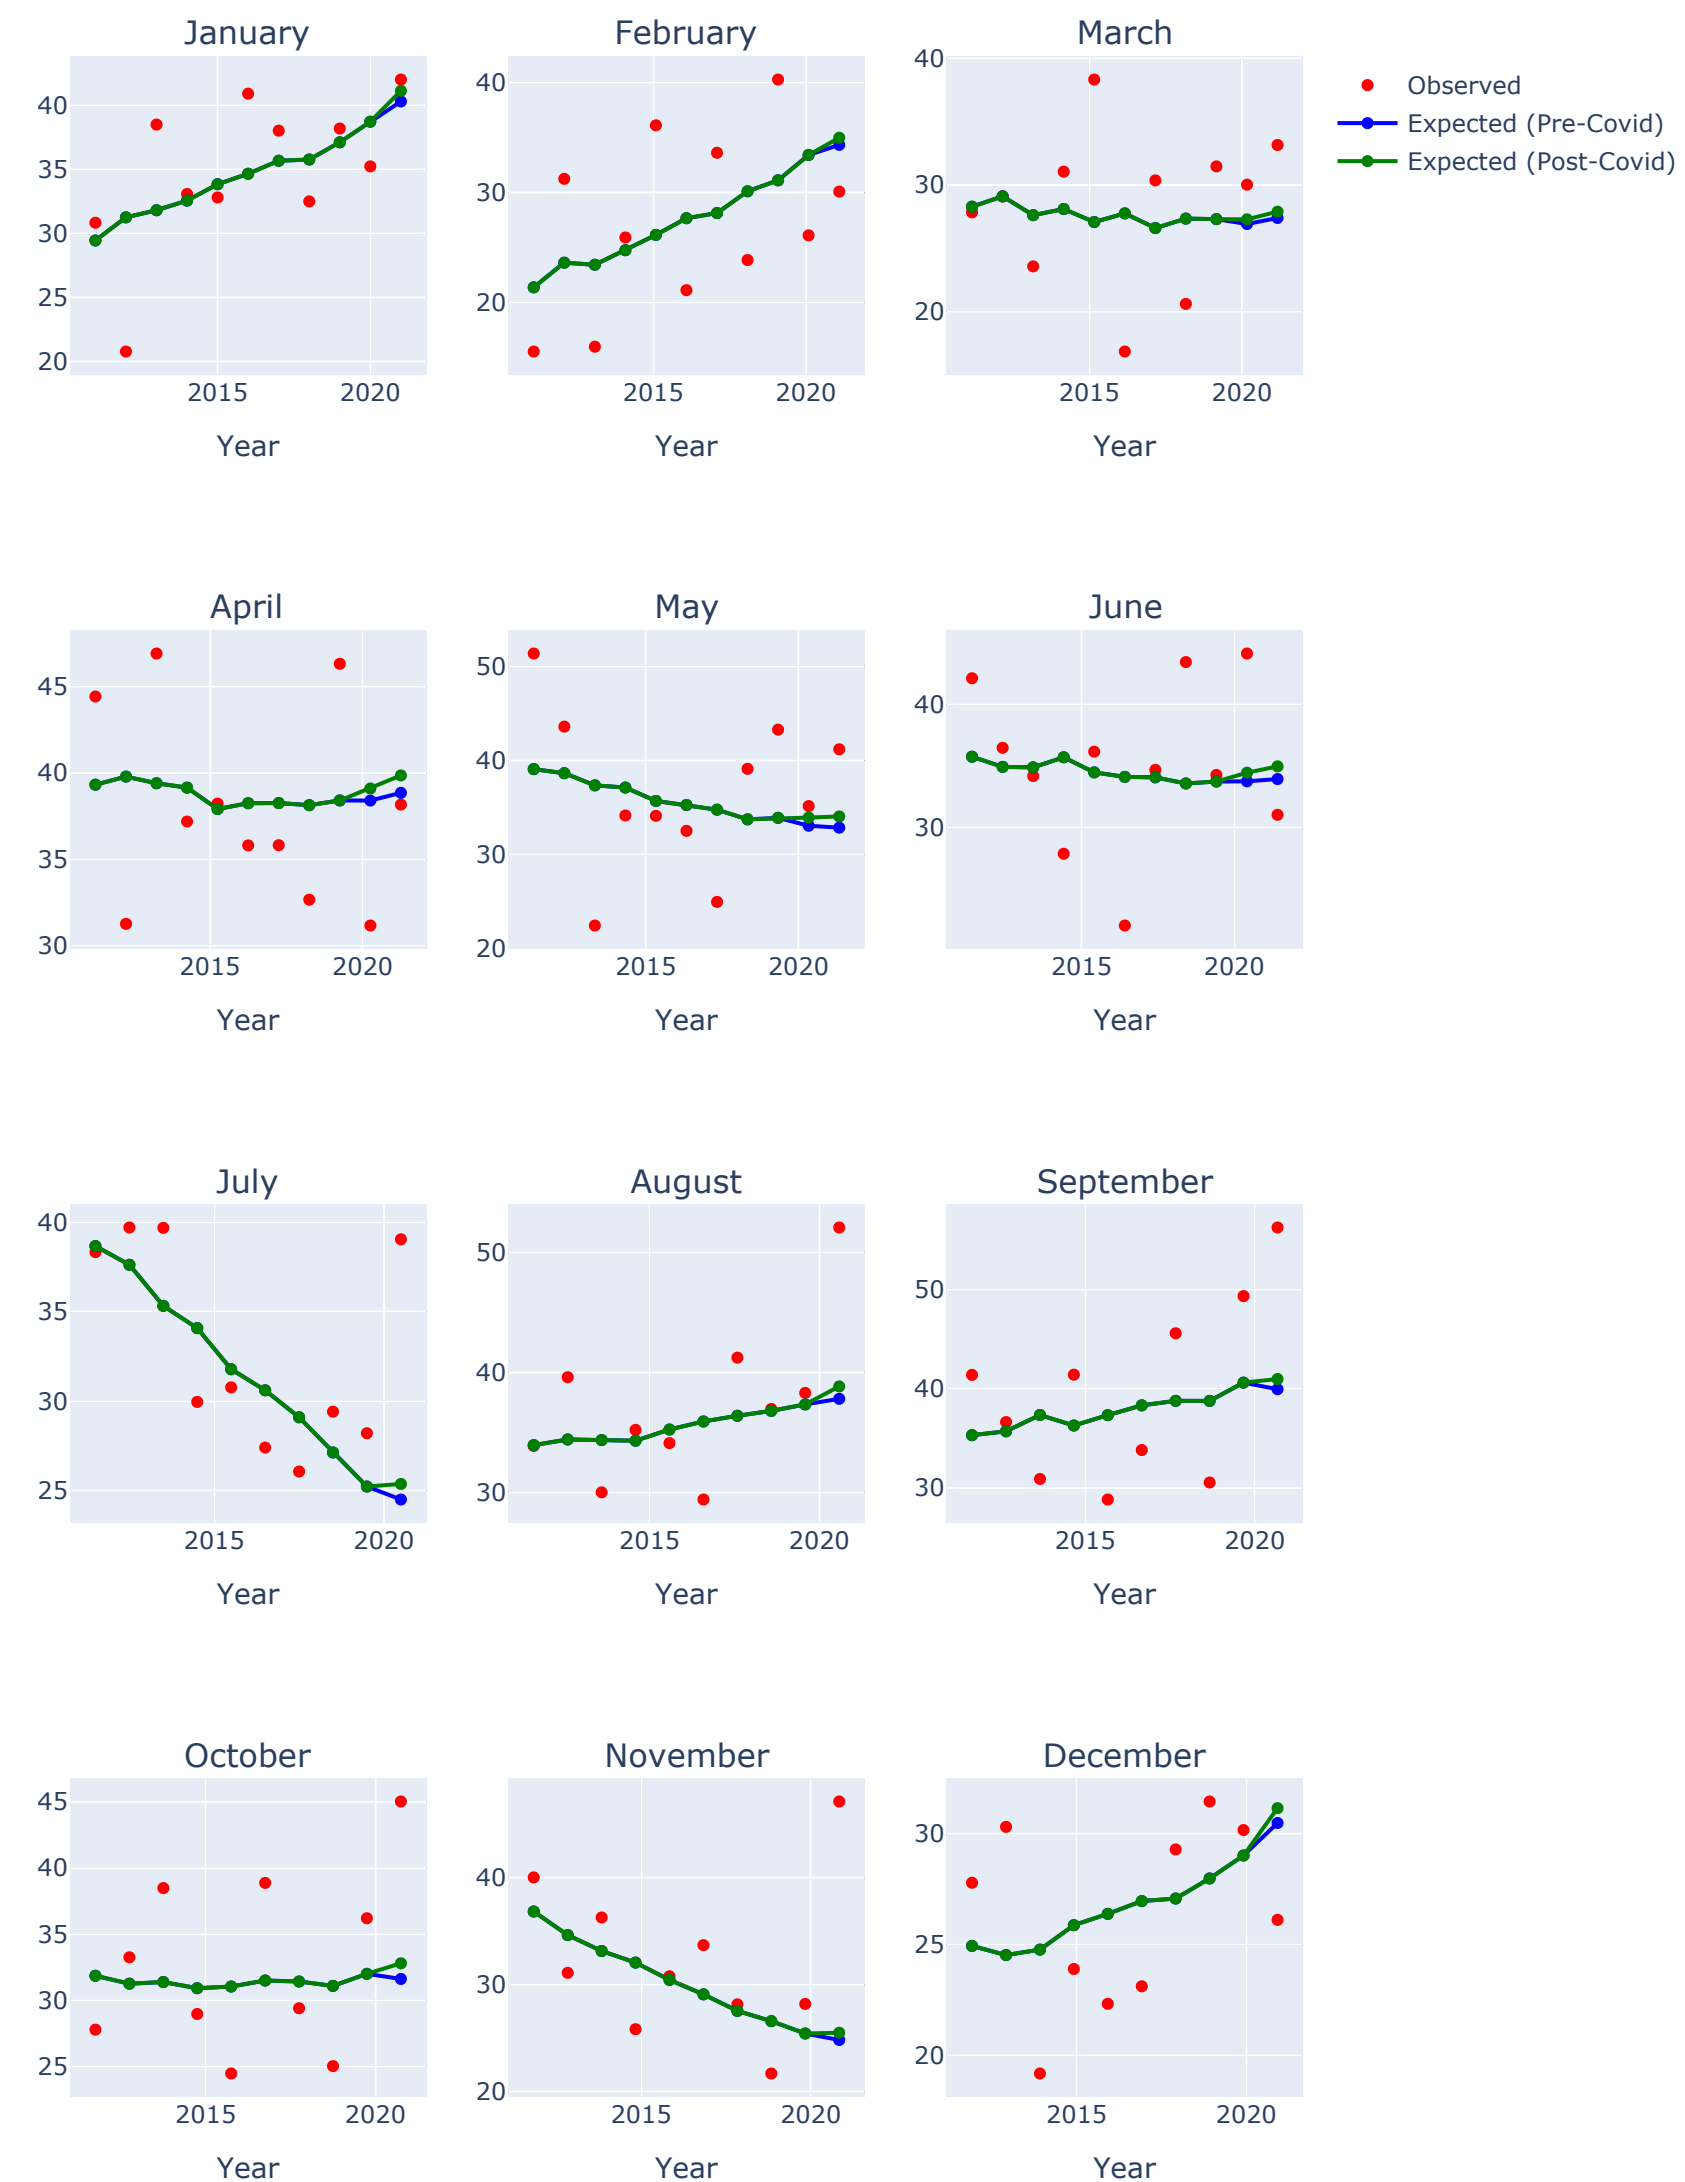 January
February
March
40
35
30
25
20
2015
2020
Year
40
30
20
2015
2020
Year
40
30
20
2015
2020
Year
Observed
Expected (Pre-Covid)
Expected (Post-Covid)
April
May
June
45
40
35
30
2015
2020
Year
50
40
30
20
2015
2020
Year
40
30
2015
2020
Year
July
August
September
40
35
30
25
2015
2020
Year
50
40
30
2015
2020
Year
50
40
30
2015
2020
Year
October
November
December
45
40
35
30
25
2015
2020
Year
40
30
20
2015
2020
Year
30
25
20
2015
2020
Year